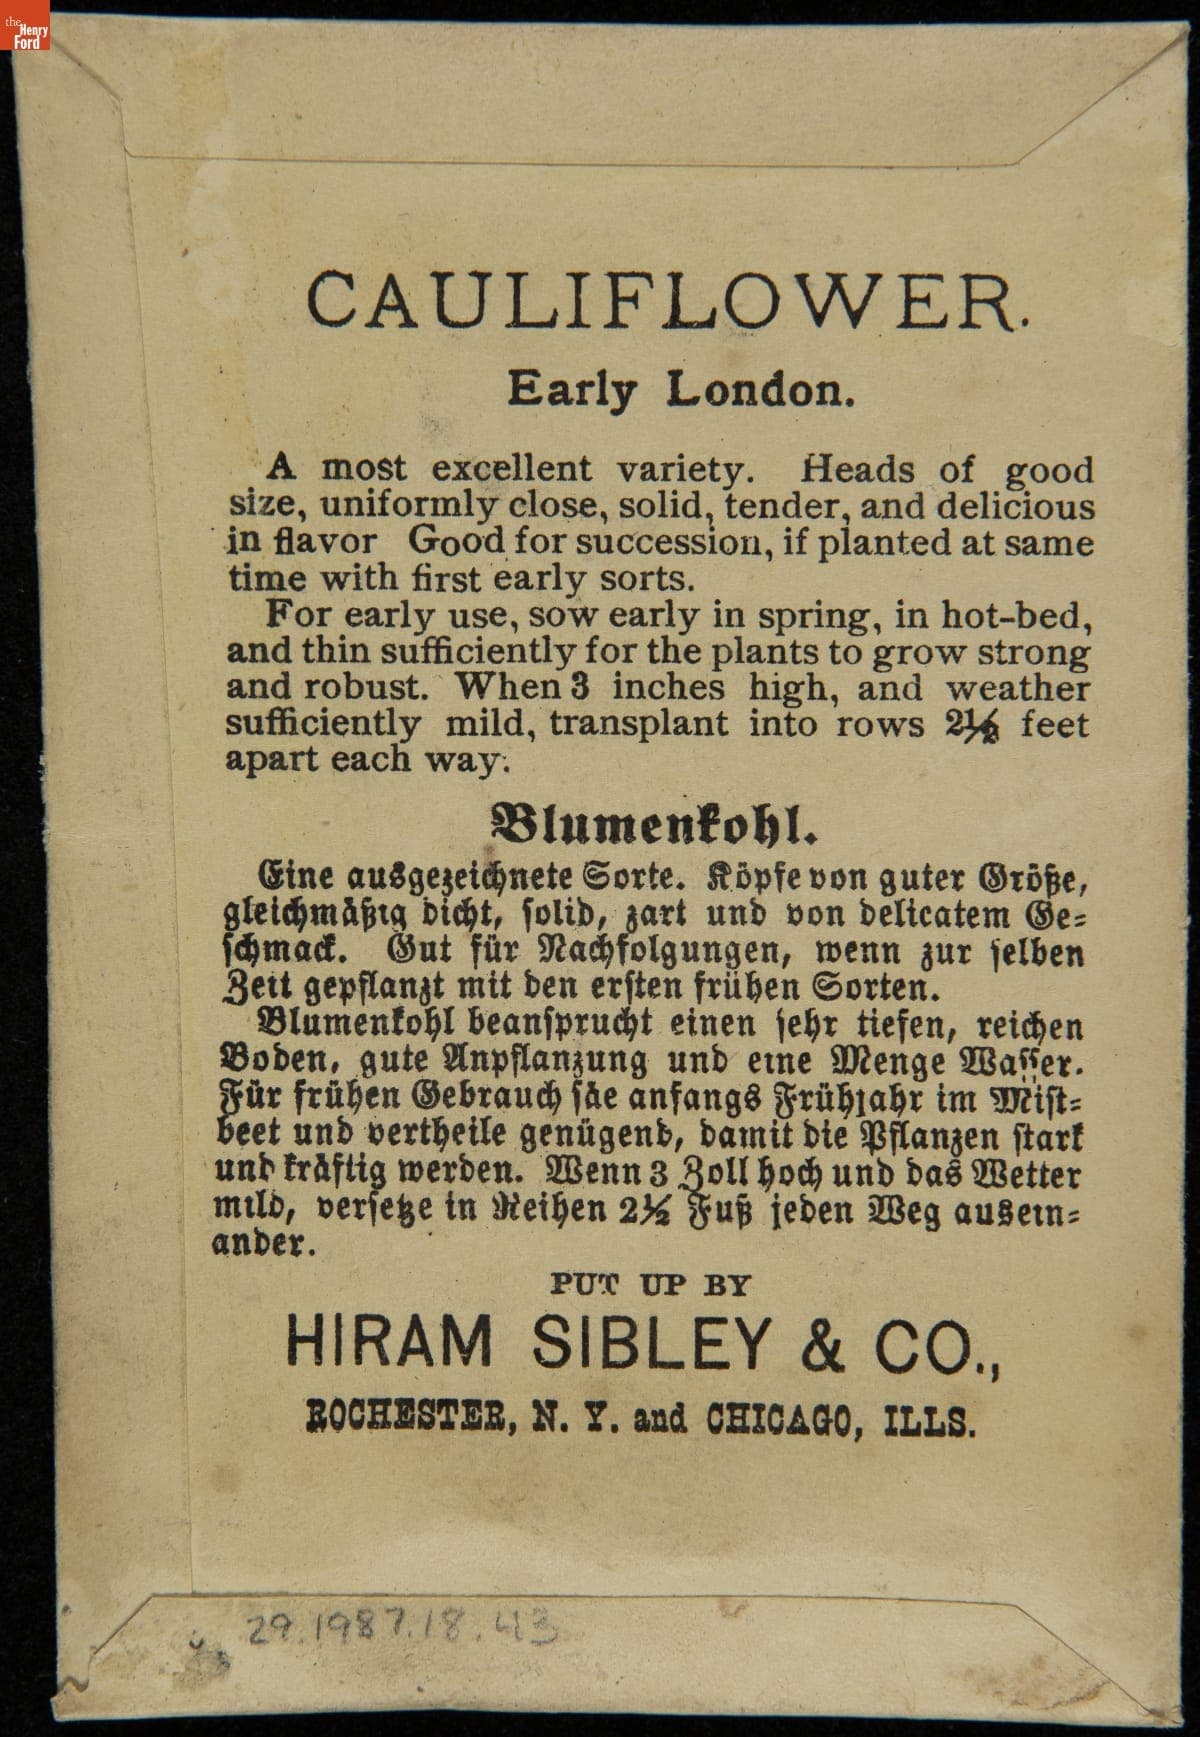 the
Henry
Ford
CAULIFLOWER.
Early London.
A most excellent variety. Heads of good
size, uniformly close, solid, tender, and delicious
in flavor Good for succession, if planted at same
time with first early sorts.
For early use, sow early in spring, in hot-bed,
and thin sufficiently for the plants to grow strong
and robust. When 3 inches high, and weather
sufficiently mild, transplant into rows 2½ feet
apart each way.
Blumenkohl.
Eine ausgezeichnete Sorte. Köpfe von guter Größe,
gleichmäßig dicht, solid, zart und von delicatem Ge-
schmack. Gut für Nachfolgungen, wenn zur selben
Zeit gepflanzt mit den ersten frühen Sorten.
Blumenkohl beansprucht einen sehr tiefen, reichen
Boden, gute Anpflanzung und eine Menge Wasser.
Für frühen Gebrauch säe anfangs Frühjahr im Mist-
beet und vertheile genügend, damit die Pflanzen stark
und kräftig werden. Wenn 3 Zoll hoch und das Wetter
mild, versetze in Reihen 2½ Fuß jeden Weg ausein-
ander.
PUT UP BY
HIRAM SIBLEY & CO.,
ROCHESTER, N. Y. and CHICAGO, ILLS.
29.1987.18.43